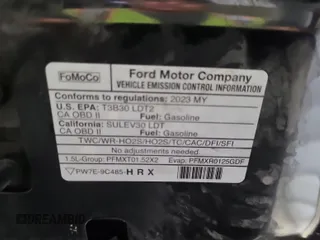 FoMoCo
Ford Motor Company
VEHICLE EMISSION CONTROL INFORMATION
Conforms to regulations: 2023 MY
U.S. EPA: T3B30 LDT2
CA OBD II Fuel: Gasoline
California: SULEV30 LDT
CA OBD II Fuel: Gasoline
TWC/WR-HO2S/HO2S/TC/CAC/DFI/SFI
No adjustments needed.
1.5L-Group: PFMXT01.52X2 Evap: PFMXR0125GDF
PW7E-9C485-HRX
DREAMBID